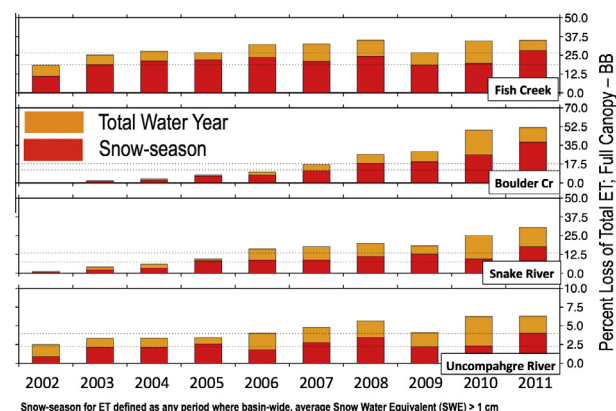 50.0
37.5
25.0
12.5
0.0
Fish Creek
Total Water Year
Snow-season
70.0
52.5
35.0
17.5
0.0
Boulder Cr
50.0
37.5
25.0
12.5
0.0
Snake River
10.0
7.5
5.0
2.5
0.0
Uncompahgre River
Percent Loss of Total ET; Full Canopy – BB
2002 2003 2004 2005 2006 2007 2008 2009 2010 2011
Snow-season for ET defined as any period where basin-wide, average Snow Water Equivalent (SWE) > 1 cm